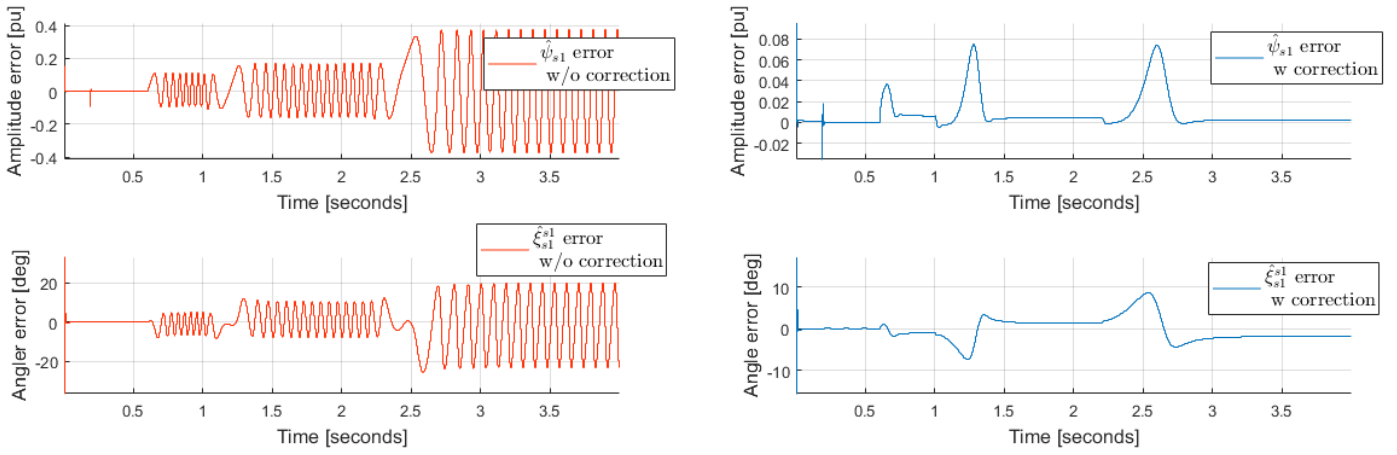 Amplitude error [pu]
0.4
0.2
0
-0.2
-0.4
0.5 1 1.5 2 2.5 3 3.5
Time [seconds]
ψ̂s1 error
w/o correction
Amplitude error [pu]
0.08
0.06
0.04
0.02
0
-0.02
0.5 1 1.5 2 2.5 3 3.5
Time [seconds]
ψ̂s1 error
w correction
Angler error [deg]
20
0
-20
0.5 1 1.5 2 2.5 3 3.5
Time [seconds]
ξ̂s1s1 error
w/o correction
Angle error [deg]
10
0
-10
0.5 1 1.5 2 2.5 3 3.5
Time [seconds]
ξ̂s1s1 error
w correction